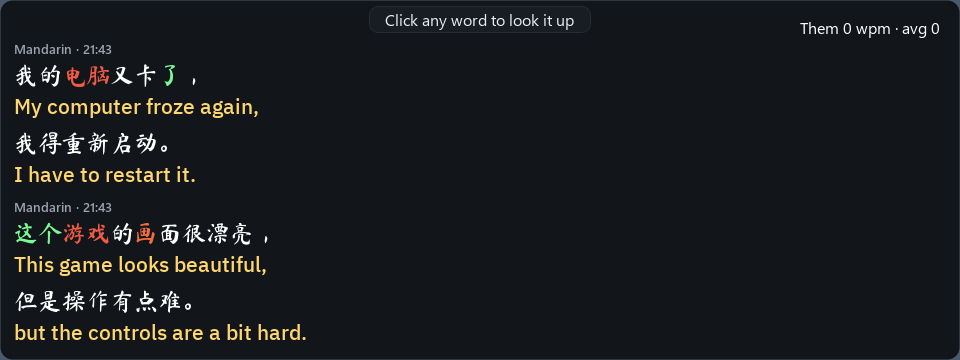 Click any word to look it up
Them 0 wpm · avg 0
Mandarin · 21:43
我的电脑又卡了，
My computer froze again,
我得重新启动。
I have to restart it.
Mandarin · 21:43
这个游戏的画面很漂亮，
This game looks beautiful,
但是操作有点难。
but the controls are a bit hard.